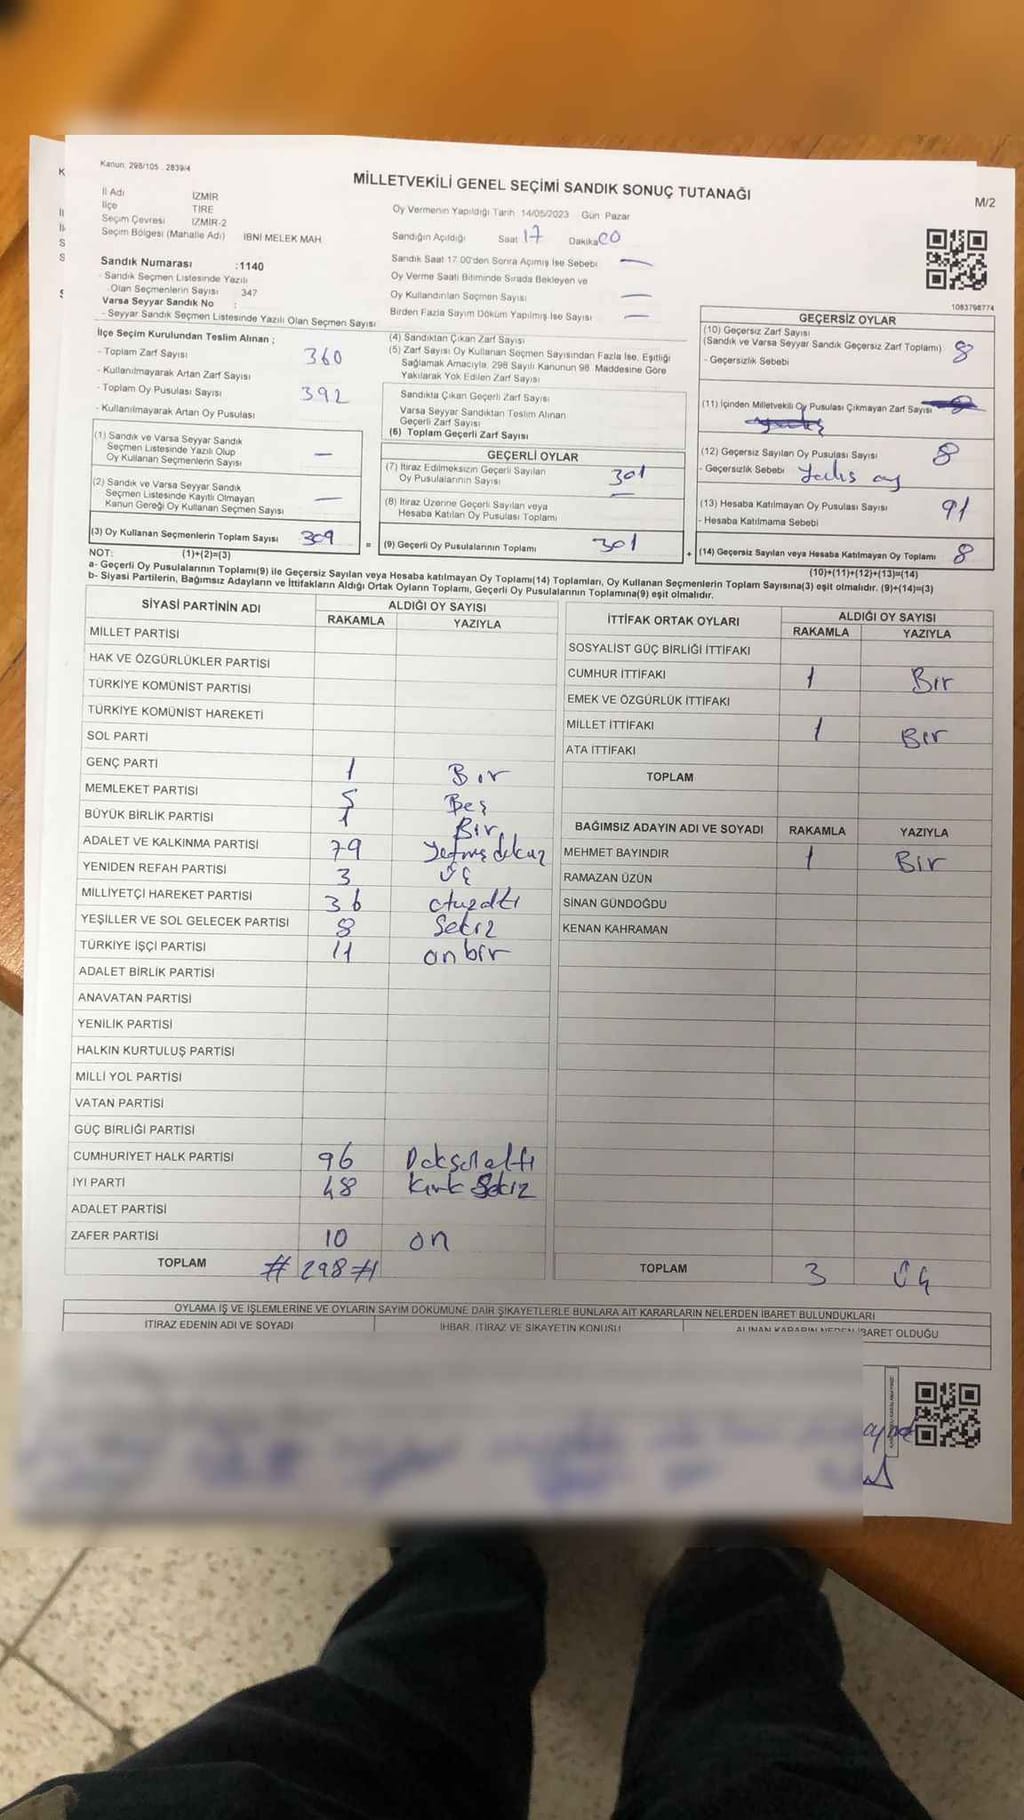 Kanun: 298/105 . 2839/4
MİLLETVEKİLİ GENEL SEÇİMİ SANDIK SONUÇ TUTANAĞI
M/2
İl Adı İZMİR
İlçe TİRE
Seçim Çevresi İZMİR-2
Seçim Bölgesi (Mahalle Adı) İBNİ MELEK MAH
Oy Vermenin Yapıldığı Tarih 14/05/2023 Gün Pazar
Sandığın Açıldığı Saat 17 Dakika 00
Sandık Saat 17.00'den Sonra Açılmış İse Sebebi —
Oy Verme Saati Bitiminde Sırada Bekleyen ve
Oy Kullandırılan Seçmen Sayısı —
Birden Fazla Sayım Döküm Yapılmış İse Sayısı —
1083798774
Sandık Numarası :1140
- Sandık Seçmen Listesinde Yazılı
Olan Seçmenlerin Sayısı 347
Varsa Seyyar Sandık No :
- Seyyar Sandık Seçmen Listesinde Yazılı Olan Seçmen Sayısı
İlçe Seçim Kurulundan Teslim Alınan ;
- Toplam Zarf Sayısı 360
- Kullanılmayarak Artan Zarf Sayısı
- Toplam Oy Pusulası Sayısı 392
- Kullanılmayarak Artan Oy Pusulası
(1) Sandık ve Varsa Seyyar Sandık
Seçmen Listesinde Yazılı Olup
Oy Kullanan Seçmenlerin Sayısı —
(2) Sandık ve Varsa Seyyar Sandık
Seçmen Listesinde Kayıtlı Olmayan
Kanun Gereği Oy Kullanan Seçmen Sayısı —
(3) Oy Kullanan Seçmenlerin Toplam Sayısı 309
(4) Sandıktan Çıkan Zarf Sayısı
(5) Zarf Sayısı Oy Kullanan Seçmen Sayısından Fazla İse, Eşitliği
Sağlamak Amacıyla, 298 Sayılı Kanunun 98. Maddesine Göre
Yakılarak Yok Edilen Zarf Sayısı
Sandıkta Çıkan Geçerli Zarf Sayısı
Varsa Seyyar Sandıktan Teslim Alınan
Geçerli Zarf Sayısı
(6) Toplam Geçerli Zarf Sayısı
GEÇERLİ OYLAR
(7) İtiraz Edilmeksizin Geçerli Sayılan
Oy Pusulalarının Sayısı 301
(8) İtiraz Üzerine Geçerli Sayılan veya
Hesaba Katılan Oy Pusulası Toplamı —
= (9) Geçerli Oy Pusulalarının Toplamı 301
GEÇERSİZ OYLAR
(10) Geçersiz Zarf Sayısı
(Sandık ve Varsa Seyyar Sandık Geçersiz Zarf Toplamı) 8
- Geçersizlik Sebebi
(11) İçinden Milletvekili Oy Pusulası Çıkmayan Zarf Sayısı
(12) Geçersiz Sayılan Oy Pusulası Sayısı 8
- Geçersizlik Sebebi Yanlış oy
(13) Hesaba Katılmayan Oy Pusulası Sayısı 91
- Hesaba Katılmama Sebebi
+ (14) Geçersiz Sayılan veya Hesaba Katılmayan Oy Toplamı 8
NOT: (1)+(2)=(3)
(10)+(11)+(12)+(13)=(14)
a- Geçerli Oy Pusulalarının Toplamı(9) ile Geçersiz Sayılan veya Hesaba katılmayan Oy Toplamı(14) Toplamları, Oy Kullanan Seçmenlerin Toplam Sayısına(3) eşit olmalıdır. (9)+(14)=(3)
b- Siyasi Partilerin, Bağımsız Adayların ve İttifakların Aldığı Ortak Oyların Toplamı, Geçerli Oy Pusulalarının Toplamına(9) eşit olmalıdır.
SİYASİ PARTİNİN ADI ALDIĞI OY SAYISI
RAKAMLA YAZIYLA
MİLLET PARTİSİ
HAK VE ÖZGÜRLÜKLER PARTİSİ
TÜRKİYE KOMÜNİST PARTİSİ
TÜRKİYE KOMÜNİST HAREKETİ
SOL PARTİ
GENÇ PARTİ 1 Bir
MEMLEKET PARTİSİ 5 Beş
BÜYÜK BİRLİK PARTİSİ 1 Bir
ADALET VE KALKINMA PARTİSİ 79 Yetmiş dokuz
YENİDEN REFAH PARTİSİ 3 Üç
MİLLİYETÇİ HAREKET PARTİSİ 36 otuzaltı
YEŞİLLER VE SOL GELECEK PARTİSİ 8 Sekiz
TÜRKİYE İŞÇİ PARTİSİ 11 onbir
ADALET BİRLİK PARTİSİ
ANAVATAN PARTİSİ
YENİLİK PARTİSİ
HALKIN KURTULUŞ PARTİSİ
MİLLİ YOL PARTİSİ
VATAN PARTİSİ
GÜÇ BİRLİĞİ PARTİSİ
CUMHURİYET HALK PARTİSİ 96 Doksan altı
İYİ PARTİ 48 Kırk Sekiz
ADALET PARTİSİ
ZAFER PARTİSİ 10 on
TOPLAM # 298 #
İTTİFAK ORTAK OYLARI ALDIĞI OY SAYISI
RAKAMLA YAZIYLA
SOSYALİST GÜÇ BİRLİĞİ İTTİFAKI
CUMHUR İTTİFAKI 1 Bir
EMEK VE ÖZGÜRLÜK İTTİFAKI
MİLLET İTTİFAKI 1 Bir
ATA İTTİFAKI
TOPLAM
BAĞIMSIZ ADAYIN ADI VE SOYADI RAKAMLA YAZIYLA
MEHMET BAYINDIR 1 Bir
RAMAZAN ÜZÜN
SİNAN GÜNDOĞDU
KENAN KAHRAMAN
TOPLAM 3 Üç
OYLAMA İŞ VE İŞLEMLERİNE VE OYLARIN SAYIM DÖKÜMÜNE DAİR ŞİKAYETLERLE BUNLARA AİT KARARLARIN NELERDEN İBARET BULUNDUKLARI
İTİRAZ EDENİN ADI VE SOYADI İHBAR, İTİRAZ VE ŞİKAYETİN KONUSU ALINAN KARARIN NEDEN İBARET OLDUĞU